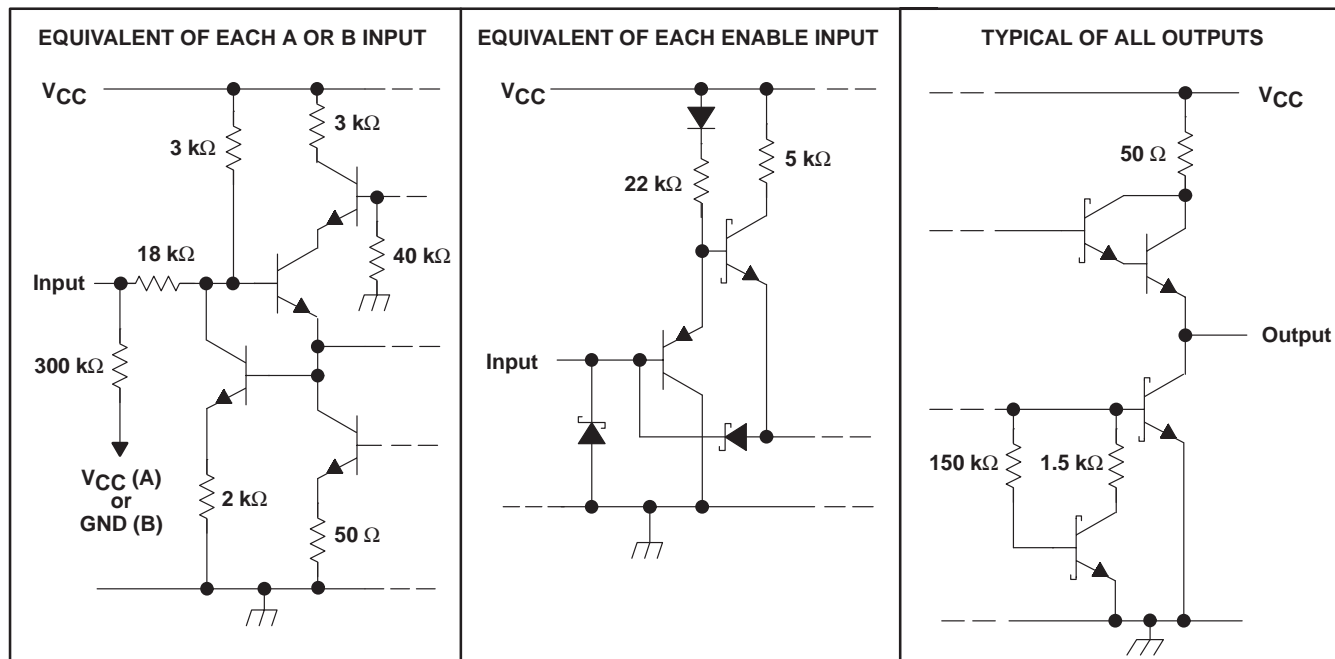 EQUIVALENT OF EACH A OR B INPUT
VCC
3 kΩ
3 kΩ
18 kΩ
40 kΩ
Input
300 kΩ
VCC (A)
or
GND (B)
2 kΩ
50 Ω
EQUIVALENT OF EACH ENABLE INPUT
VCC
22 kΩ
5 kΩ
Input
TYPICAL OF ALL OUTPUTS
VCC
50 Ω
Output
150 kΩ
1.5 kΩ